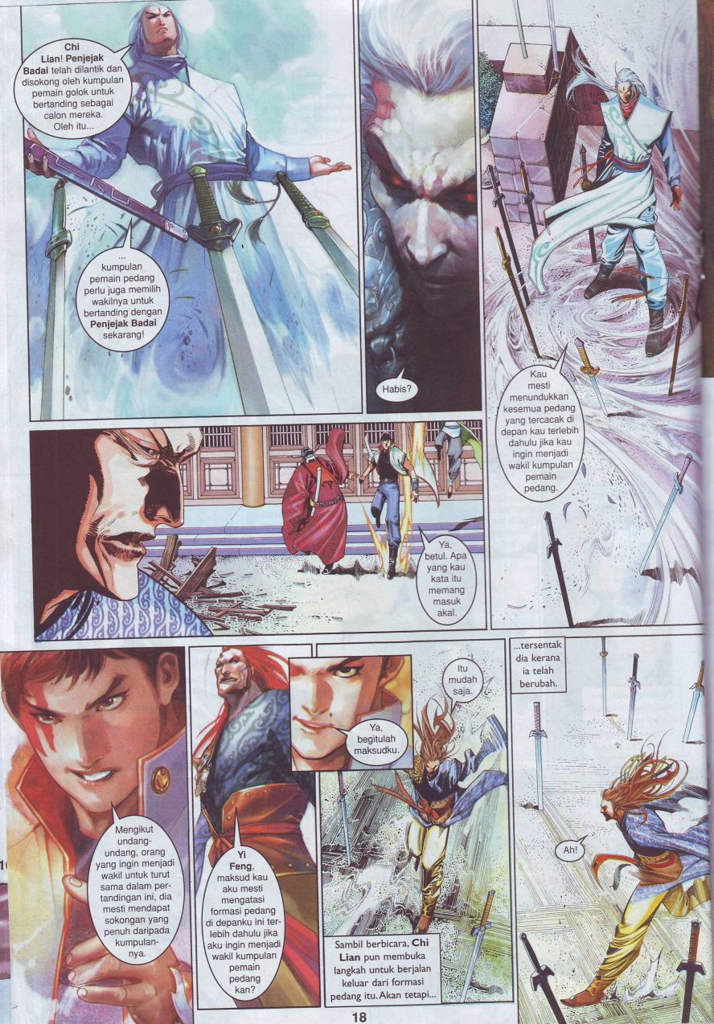 Chi
Lian! Penjejak
Badai telah dilantik dan
disokong oleh kumpulan
pemain golok untuk
bertanding sebagai
calon mereka.
Oleh itu...
...
kumpulan
pemain pedang
perlu juga memilih
wakilnya untuk
bertanding dengan
Penjejak Badai
sekarang!
Habis?
Kau
mesti
menundukkan
kesemua pedang
yang tercacak di
depan kau terlebih
dahulu jika kau
ingin menjadi
wakil kumpulan
pemain
pedang.
Ya,
betul. Apa
yang kau
kata itu
memang
masuk
akal.
Mengikut
undang-
undang, orang
yang ingin menjadi
wakil untuk turut
sama dalam per-
tandingan ini, dia
mesti mendapat
sokongan yang
penuh daripada
kumpulan-
nya.
Yi
Feng,
maksud kau
aku mesti
mengatasi
formasi pedang
di depanku ini ter-
lebih dahulu jika
aku ingin menjadi
wakil kumpulan
pemain
pedang
kan?
Ya,
begitulah
maksudku.
Itu
mudah
saja.
Sambil berbicara, Chi
Lian pun membuka
langkah untuk berjalan
keluar dari formasi
pedang itu. Akan tetapi...
...tersentak
dia kerana
ia telah
berubah.
Ah!
18